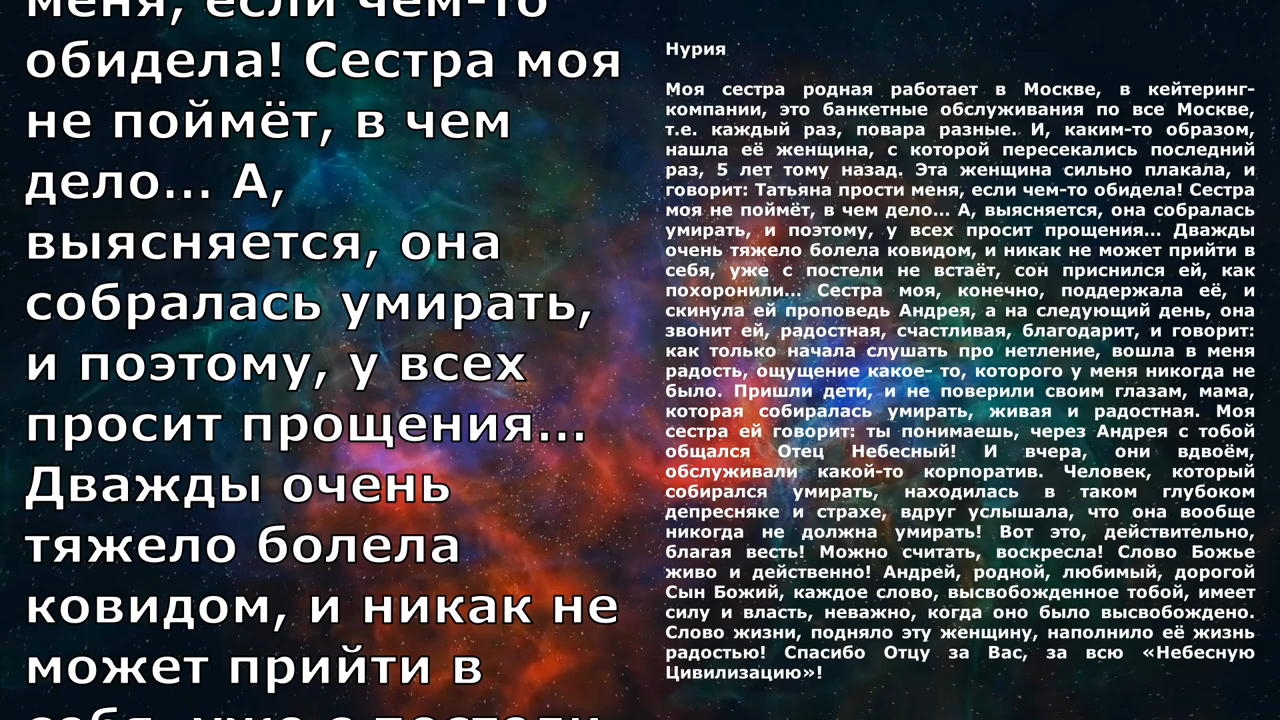 меня, если чем-то
обидела! Сестра моя
не поймёт, в чем
дело... А,
выясняется, она
собралась умирать,
и поэтому, у всех
просит прощения...
Дважды очень
тяжело болела
ковидом, и никак не
может прийти в
себя, уже с постели
Нурия
Моя сестра родная работает в Москве, в кейтеринг-
компании, это банкетные обслуживания по все Москве,
т.е. каждый раз, повара разные. И, каким-то образом,
нашла её женщина, с которой пересекались последний
раз, 5 лет тому назад. Эта женщина сильно плакала, и
говорит: Татьяна прости меня, если чем-то обидела! Сестра
моя не поймёт, в чем дело... А, выясняется, она собралась
умирать, и поэтому, у всех просит прощения... Дважды
очень тяжело болела ковидом, и никак не может прийти в
себя, уже с постели не встаёт, сон приснился ей, как
похоронили... Сестра моя, конечно, поддержала её, и
скинула ей проповедь Андрея, а на следующий день, она
звонит ей, радостная, счастливая, благодарит, и говорит:
как только начала слушать про нетление, вошла в меня
радость, ощущение какое- то, которого у меня никогда не
было. Пришли дети, и не поверили своим глазам, мама,
которая собиралась умирать, живая и радостная. Моя
сестра ей говорит: ты понимаешь, через Андрея с тобой
общался Отец Небесный! И вчера, они вдвоём,
обслуживали какой-то корпоратив. Человек, который
собирался умирать, находилась в таком глубоком
депресняке и страхе, вдруг услышала, что она вообще
никогда не должна умирать! Вот это, действительно,
благая весть! Можно считать, воскресла! Слово Божье
живо и действенно! Андрей, родной, любимый, дорогой
Сын Божий, каждое слово, высвобожденное тобой, имеет
силу и власть, неважно, когда оно было высвобождено.
Слово жизни, подняло эту женщину, наполнило её жизнь
радостью! Спасибо Отцу за Вас, за всю «Небесную
Цивилизацию»!